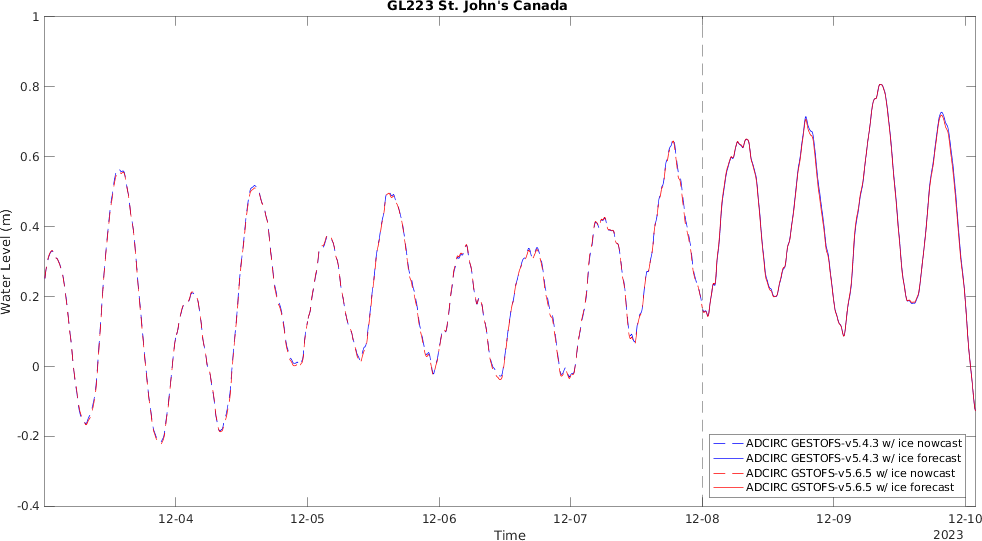 GL223 St. John's Canada
1
0.8
0.6
0.4
0.2
0
-0.2
-0.4
Water Level (m)
12-04
12-05
12-06
12-07
12-08
12-09
12-10
Time
2023
ADCIRC GESTOFS-v5.4.3 w/ ice nowcast
ADCIRC GESTOFS-v5.4.3 w/ ice forecast
ADCIRC GSTOFS-v5.6.5 w/ ice nowcast
ADCIRC GSTOFS-v5.6.5 w/ ice forecast